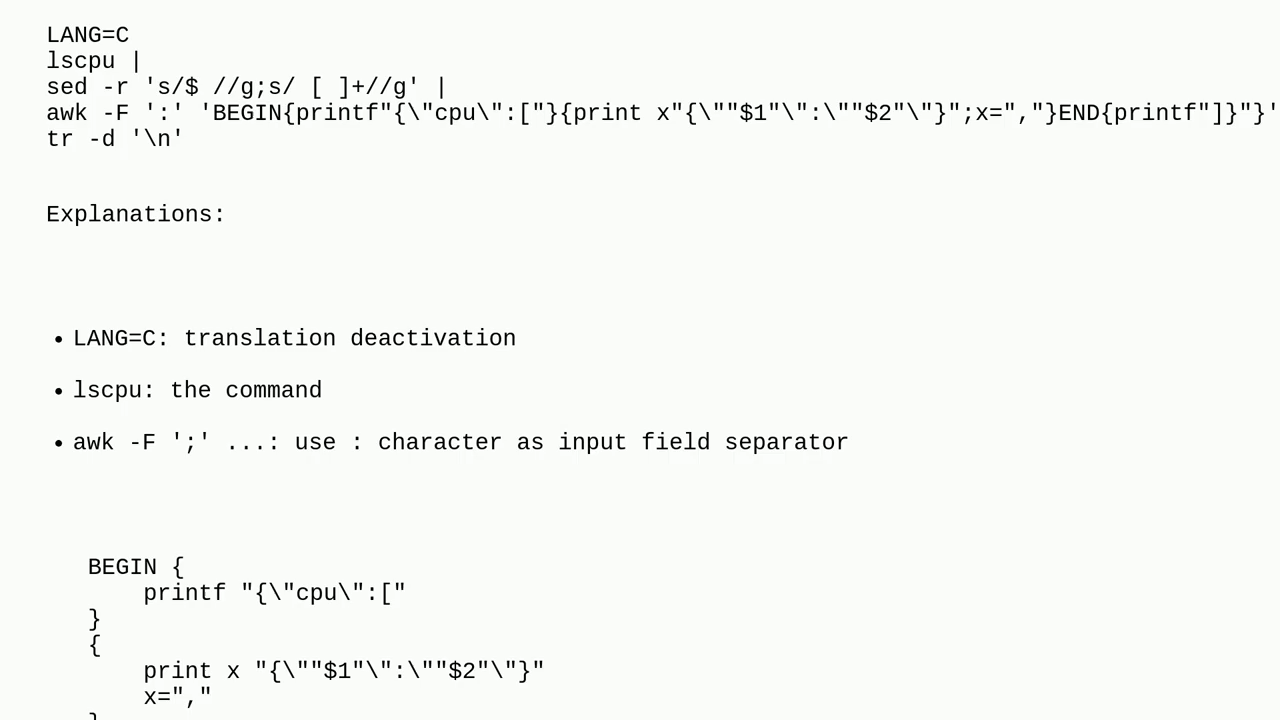 LANG=C
lscpu |
sed -r 's/$ //g;s/ [ ]+//g' |
awk -F ':' 'BEGIN{printf"{\"cpu\":["}{print x"{\""$1"\":\""$2"\"}";x=","}END{printf"]}"}'
tr -d '\n'
Explanations:
• LANG=C: translation deactivation
• lscpu: the command
• awk -F ';' ...: use : character as input field separator
BEGIN {
printf "{\"cpu\":["
}
{
print x "{\""$1"\":\""$2"\"}"
x=","
}